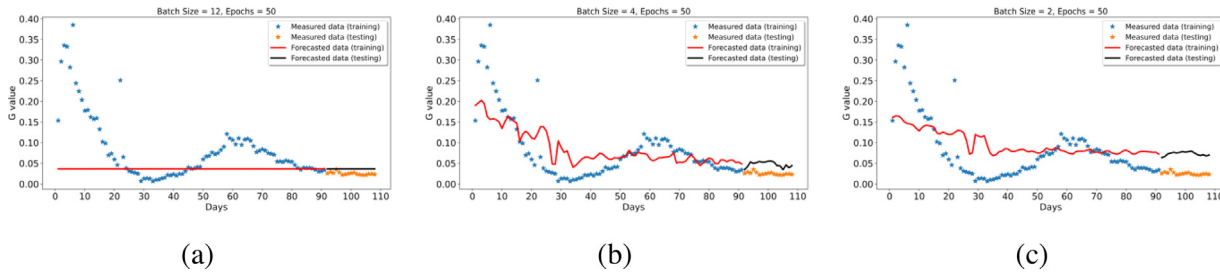 Batch Size = 12, Epochs = 50
G value
0.40
0.35
0.30
0.25
0.20
0.15
0.10
0.05
0.00
Measured data (training)
Measured data (testing)
Forecasted data (training)
Forecasted data (testing)
0 10 20 30 40 50 60 70 80 90 100 110
Days
(a)
Batch Size = 4, Epochs = 50
G value
0.40
0.35
0.30
0.25
0.20
0.15
0.10
0.05
0.00
Measured data (training)
Measured data (testing)
Forecasted data (training)
Forecasted data (testing)
0 10 20 30 40 50 60 70 80 90 100 110
Days
(b)
Batch Size = 2, Epochs = 50
G value
0.40
0.35
0.30
0.25
0.20
0.15
0.10
0.05
0.00
Measured data (training)
Measured data (testing)
Forecasted data (training)
Forecasted data (testing)
0 10 20 30 40 50 60 70 80 90 100 110
Days
(c)